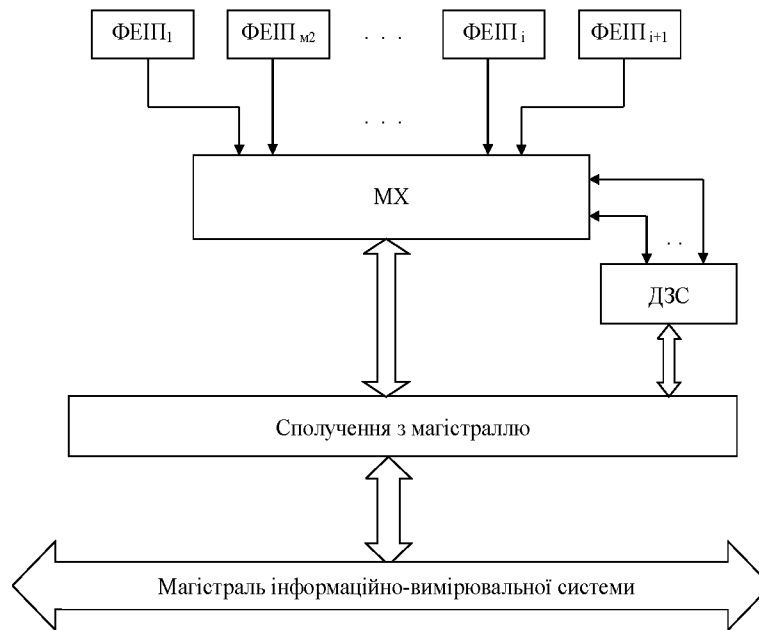 ФЕІП1 ФЕІПм2 . . . ФЕІПі ФЕІПі+1
. . .
МХ
. .
ДЗС
Сполучення з магістраллю
Магістраль інформаційно-вимірювальної системи